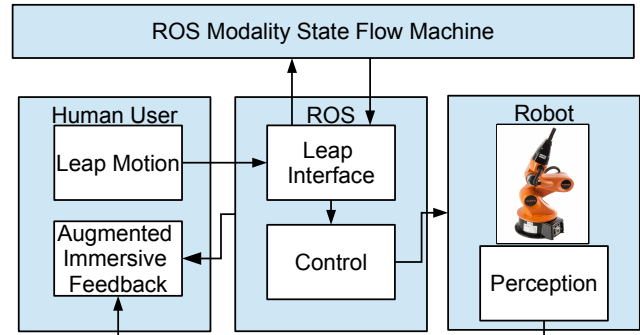 ROS Modality State Flow Machine
Human User
Leap Motion
Augmented
Immersive
Feedback
ROS
Leap
Interface
Control
Robot
Perception